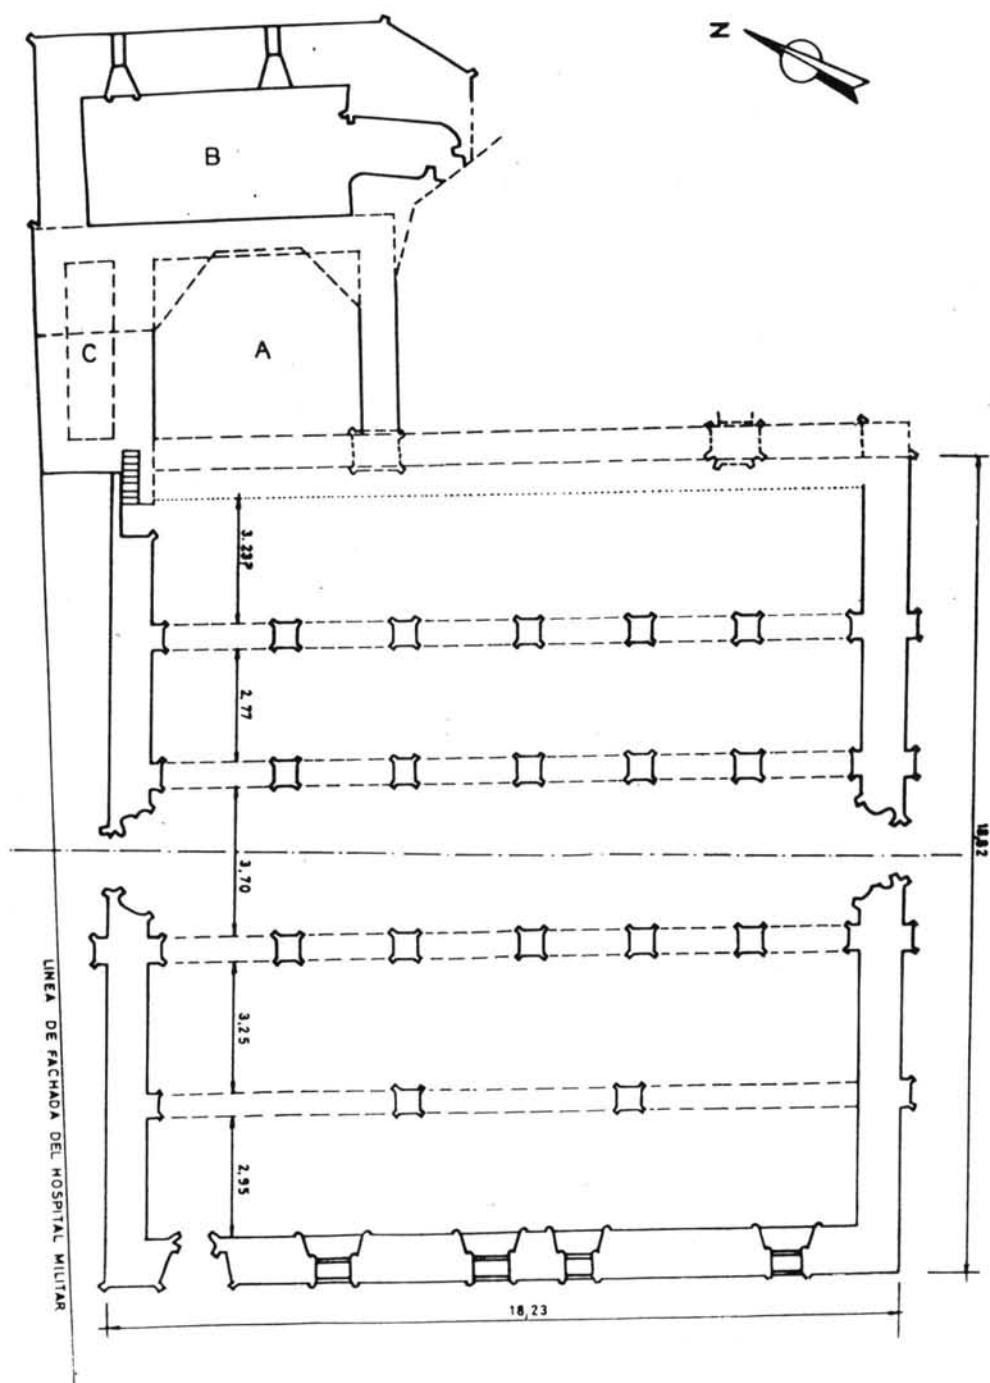 N
B
C
A
3.23?
2,77
18,82
3,70
3,25
2,95
LINEA DE FACHADA DEL HOSPITAL MILITAR
18,23